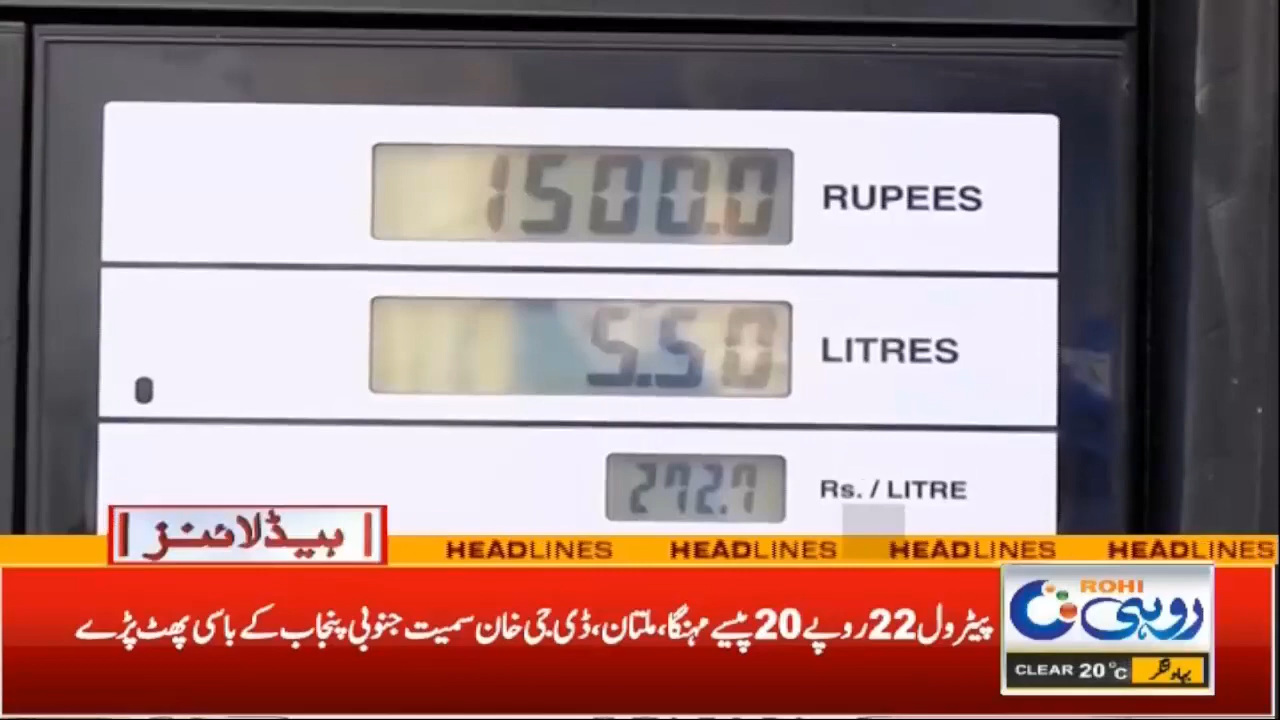 1500.0 RUPEES
5.50 LITRES
272.7 Rs. / LITRE
ہیڈلائنز
HEADLINES HEADLINES HEADLINES HEADLINES
پیٹرول 22 روپے 20 پیسے مہنگا، ملتان، ڈی جی خان سمیت جنوبی پنجاب کے باسی پھٹ پڑے
ROHI
روہی
CLEAR 20°C بہاولنگر